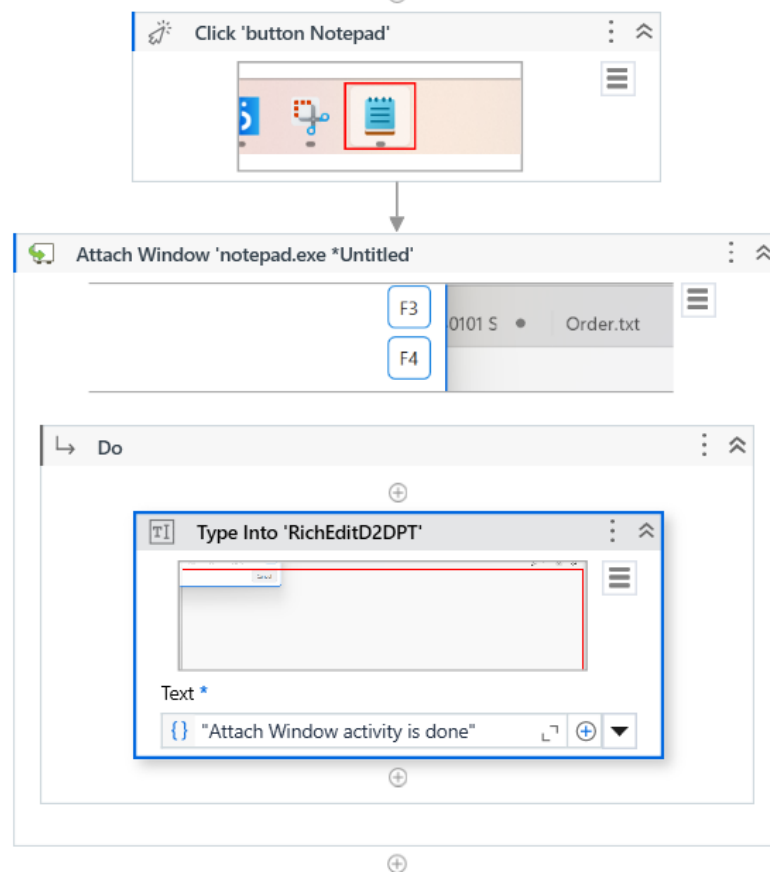 Click 'button Notepad'
Attach Window 'notepad.exe *Untitled'
F3
0101 S
Order.txt
F4
Do
Type Into 'RichEditD2DPT'
Text *
"Attach Window activity is done"